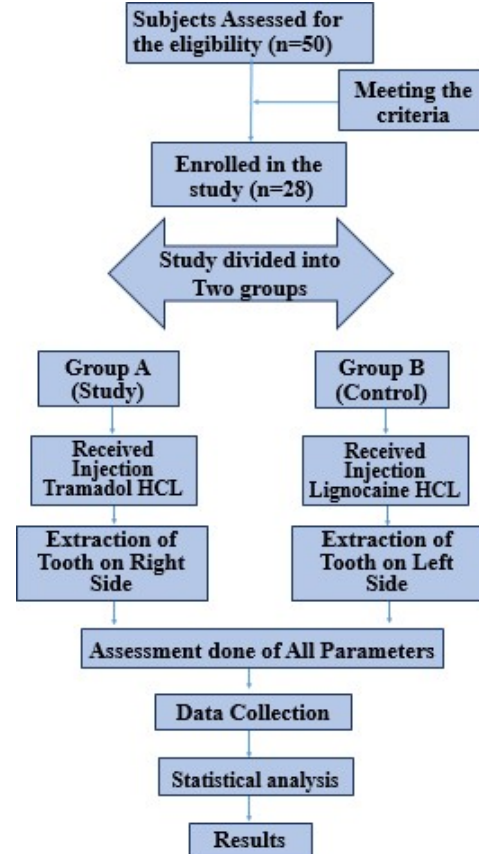 Subjects Assessed for
the eligibility (n=50)
Meeting the
criteria
Enrolled in the
study (n=28)
Study divided into
Two groups
Group A
(Study)
Group B
(Control)
Received
Injection
Tramadol HCL
Received
Injection
Lignocaine HCL
Extraction of
Tooth on Right
Side
Extraction of
Tooth on Left
Side
Assessment done of All Parameters
Data Collection
Statistical analysis
Results